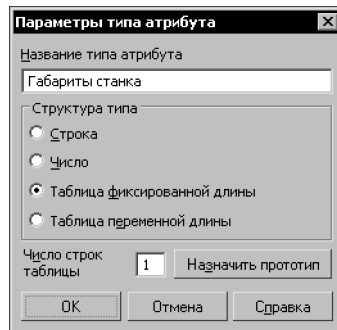 Параметры типа атрибута
Название типа атрибута
Габариты станка
Структура типа
Строка
Число
Таблица фиксированной длины
Таблица переменной длины
Число строк
таблицы
1
Назначить прототип
OK
Отмена
Справка